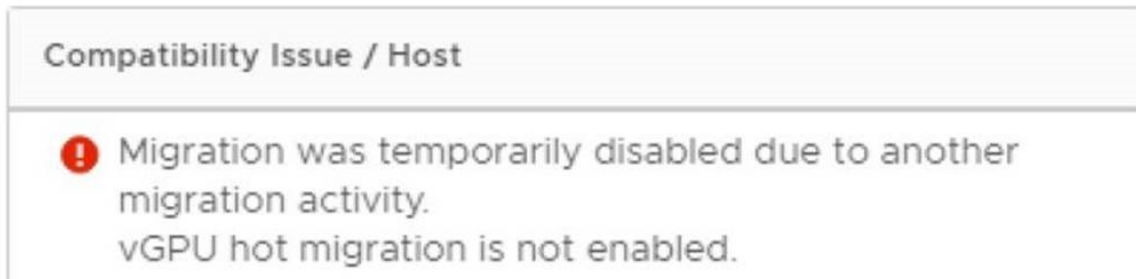 Compatibility Issue / Host
Migration was temporarily disabled due to another
migration activity.
vGPU hot migration is not enabled.